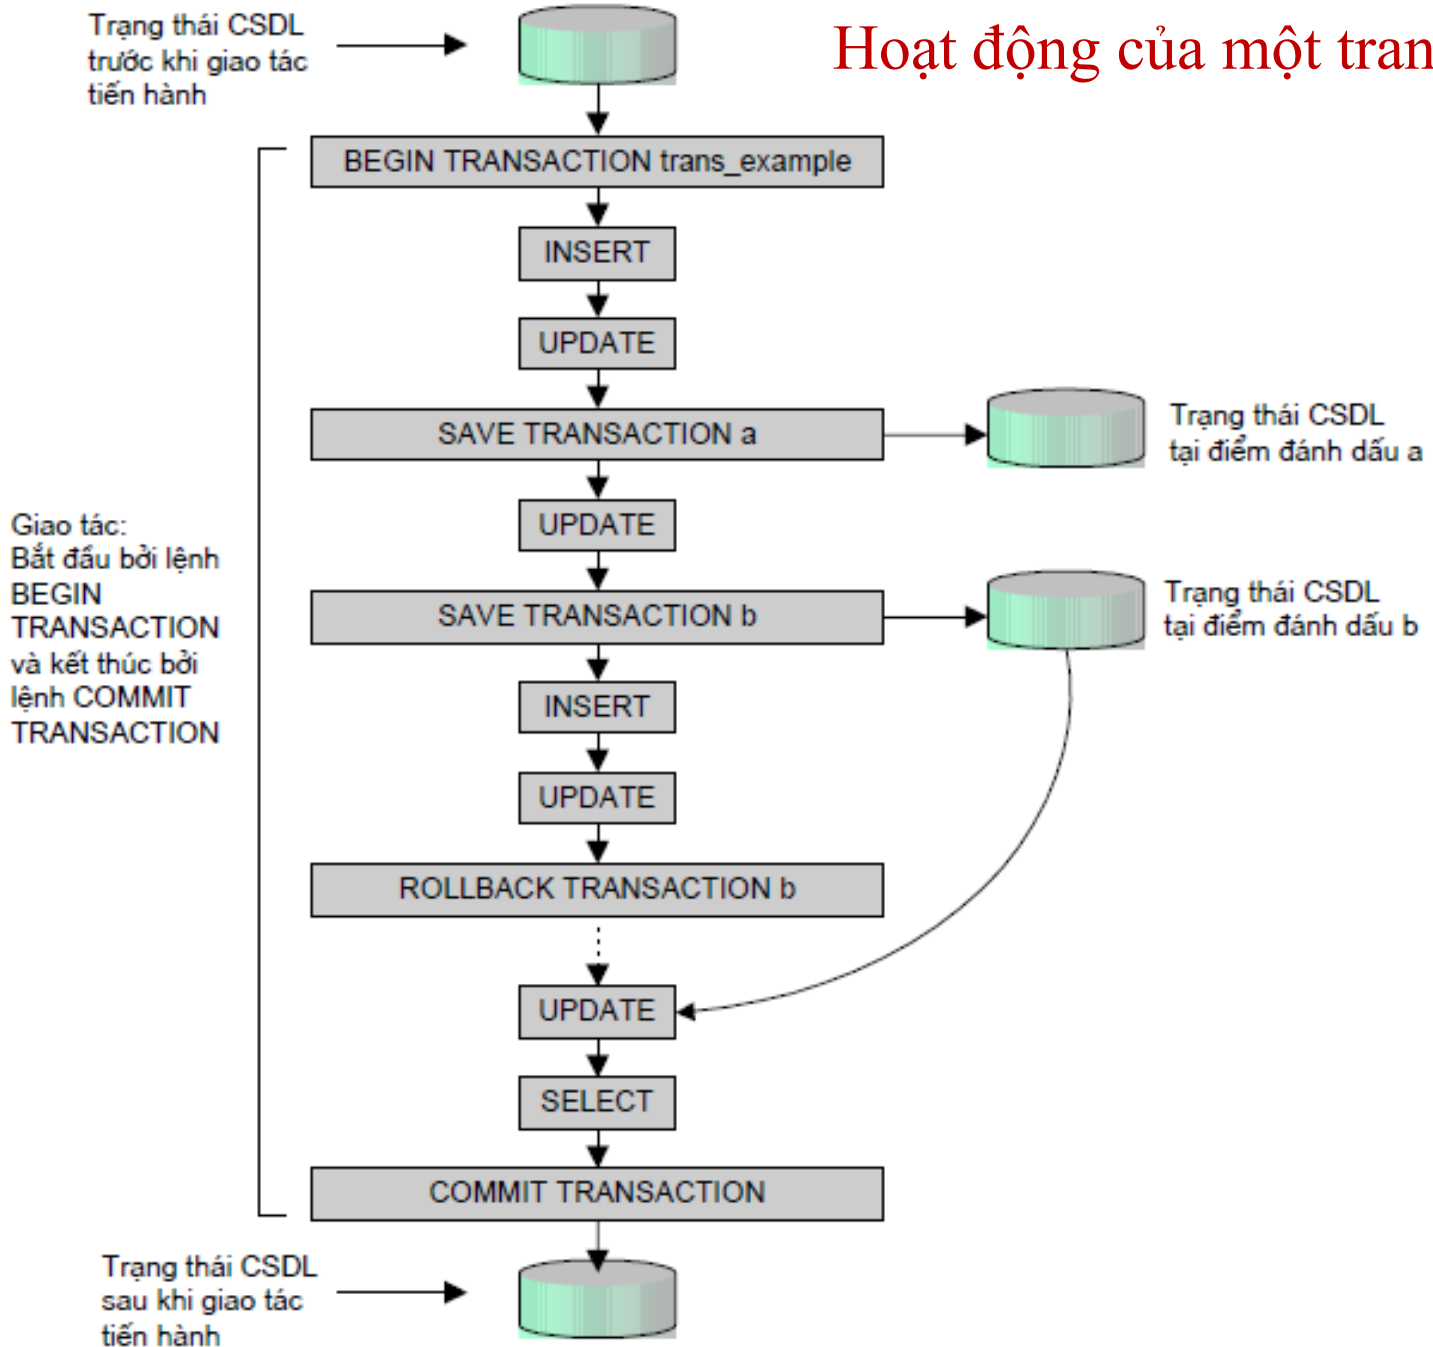 Trạng thái CSDL
trước khi giao tác
tiến hành
Hoạt động của một tran
BEGIN TRANSACTION trans_example
INSERT
UPDATE
SAVE TRANSACTION a
Trạng thái CSDL
tại điểm đánh dấu a
UPDATE
Giao tác:
Bắt đầu bởi lệnh
BEGIN
TRANSACTION
và kết thúc bởi
lệnh COMMIT
TRANSACTION
SAVE TRANSACTION b
Trạng thái CSDL
tại điểm đánh dấu b
INSERT
UPDATE
ROLLBACK TRANSACTION b
UPDATE
SELECT
COMMIT TRANSACTION
Trạng thái CSDL
sau khi giao tác
tiến hành